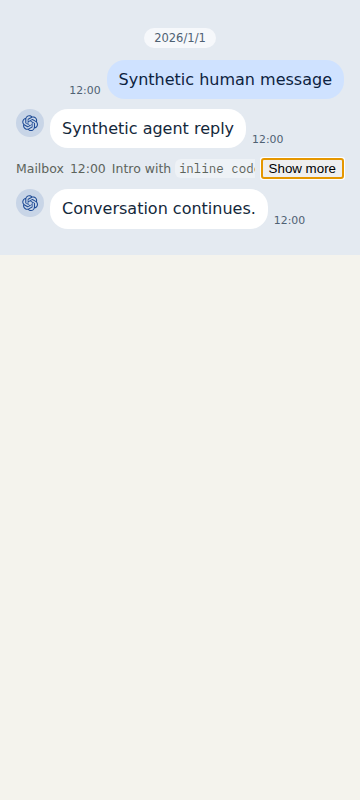 2026/1/1
12:00 Synthetic human message
Synthetic agent reply 12:00
Mailbox 12:00 Intro with inline cod Show more
Conversation continues. 12:00